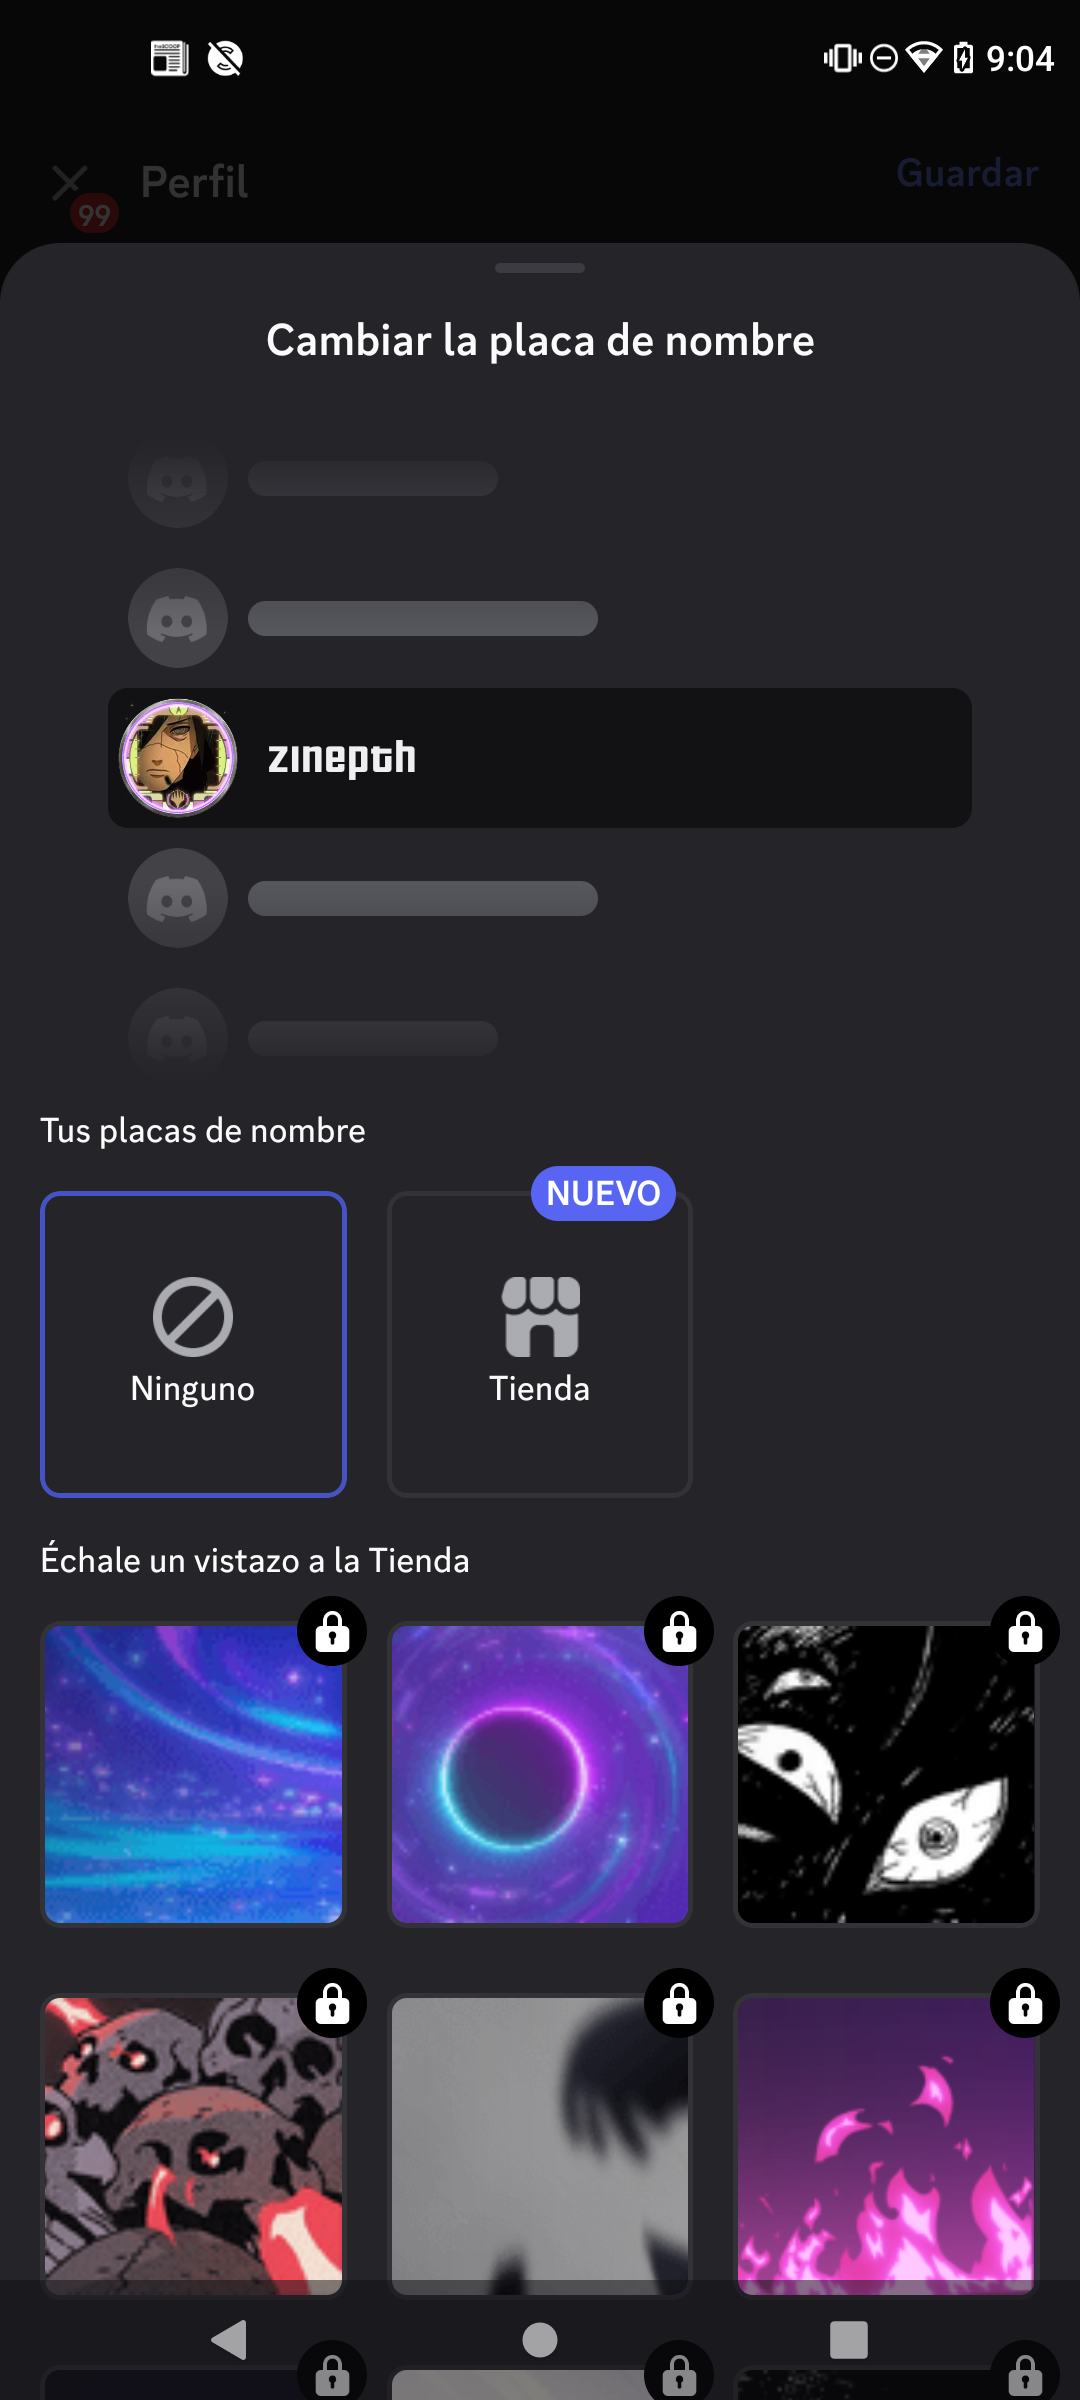 9:04
99
Perfil
Guardar
Cambiar la placa de nombre
zınepth
Tus placas de nombre
NUEVO
Ninguno
Tienda
Échale un vistazo a la Tienda